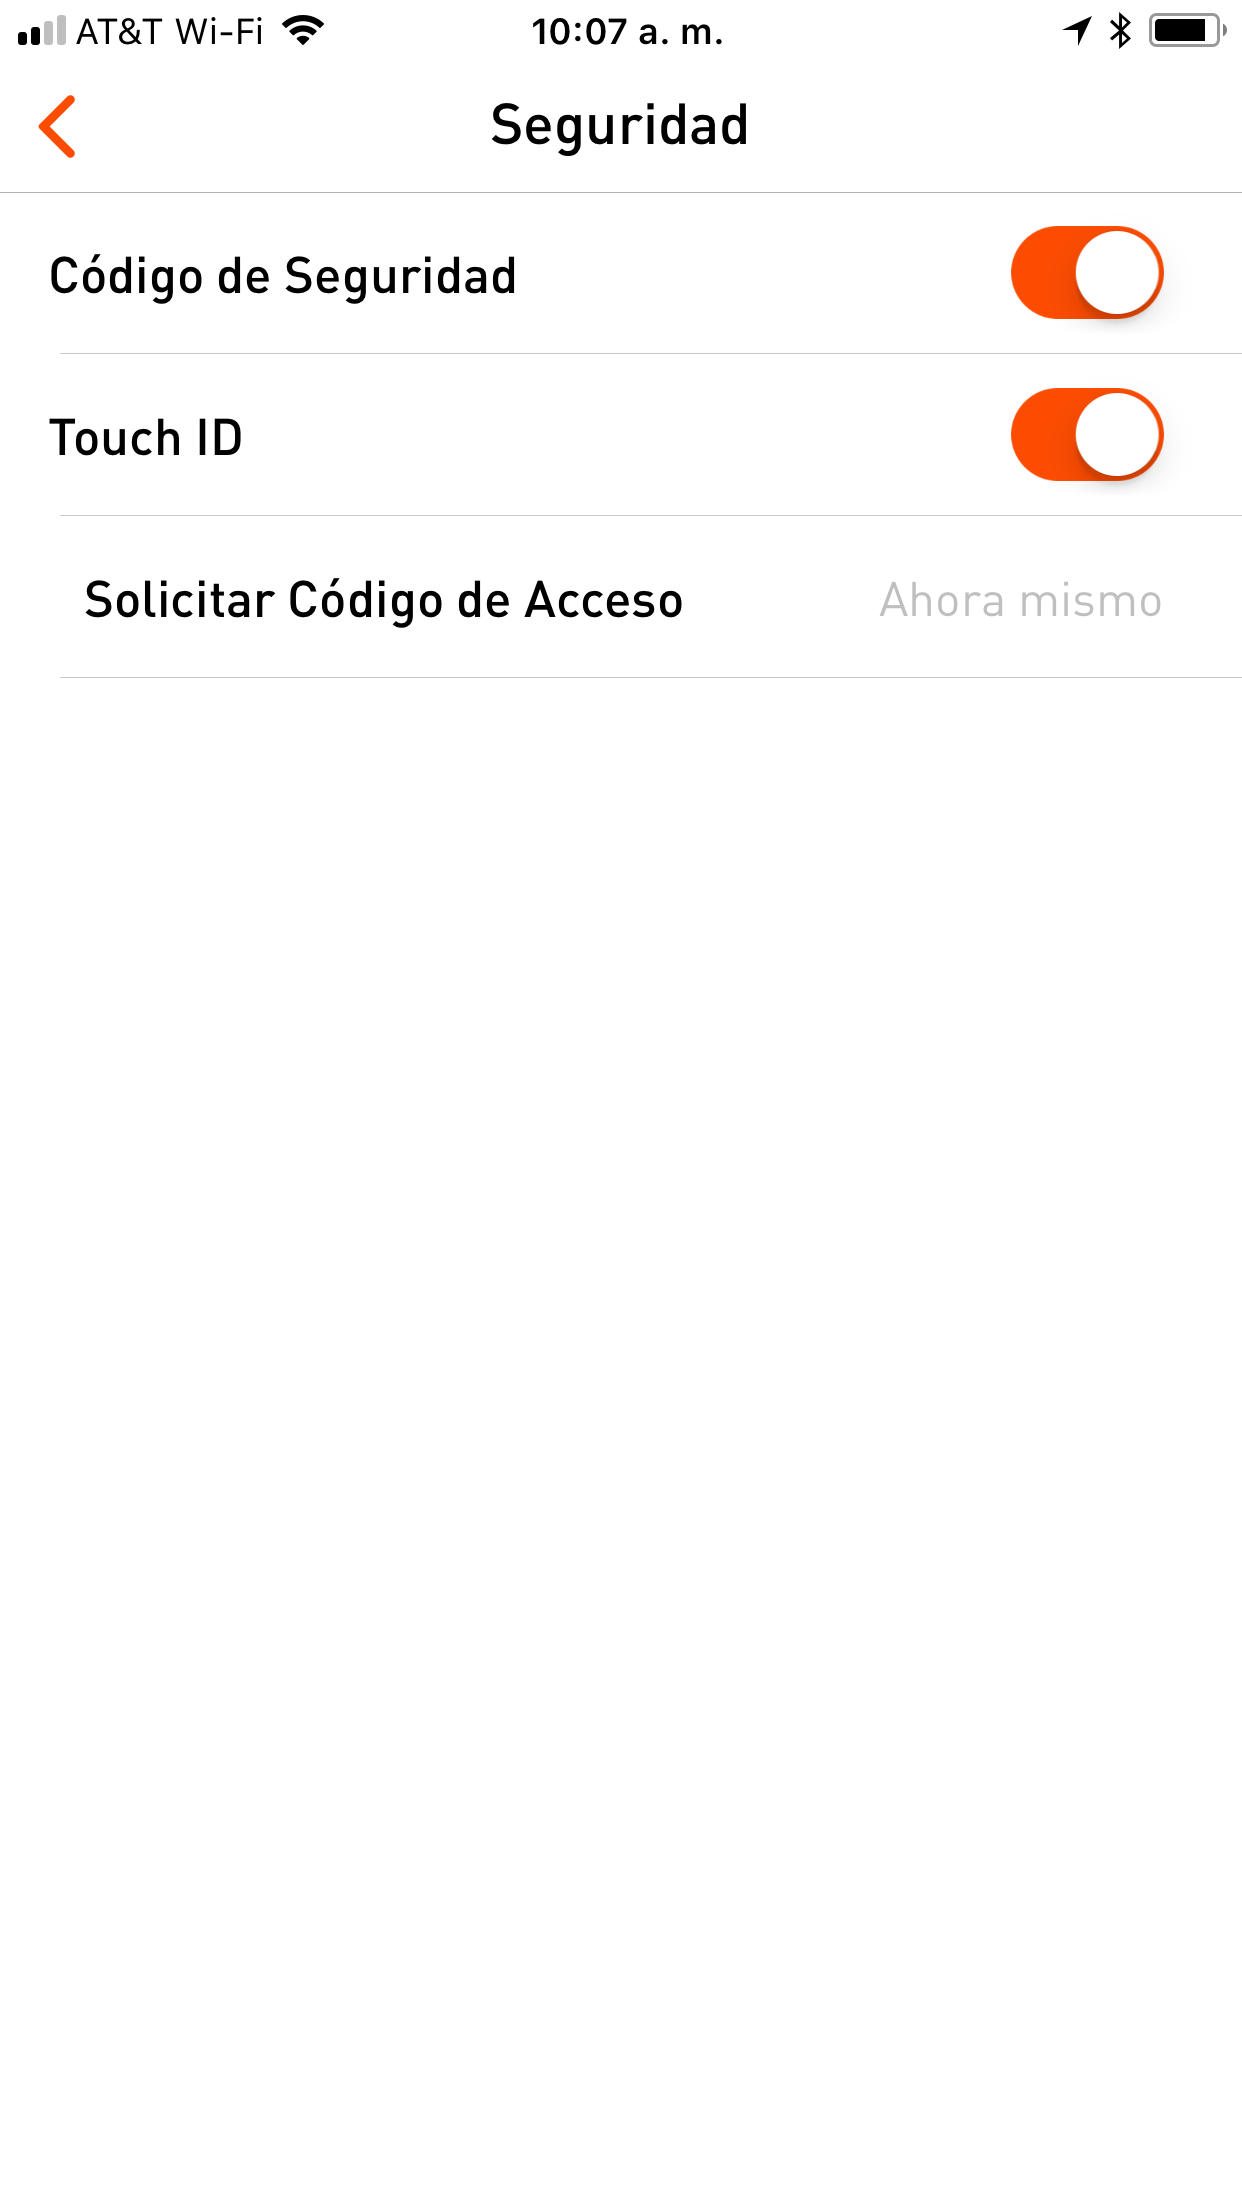 AT&T Wi-Fi 10:07 a. m.
Seguridad
Código de Seguridad
Touch ID
Solicitar Código de Acceso Ahora mismo